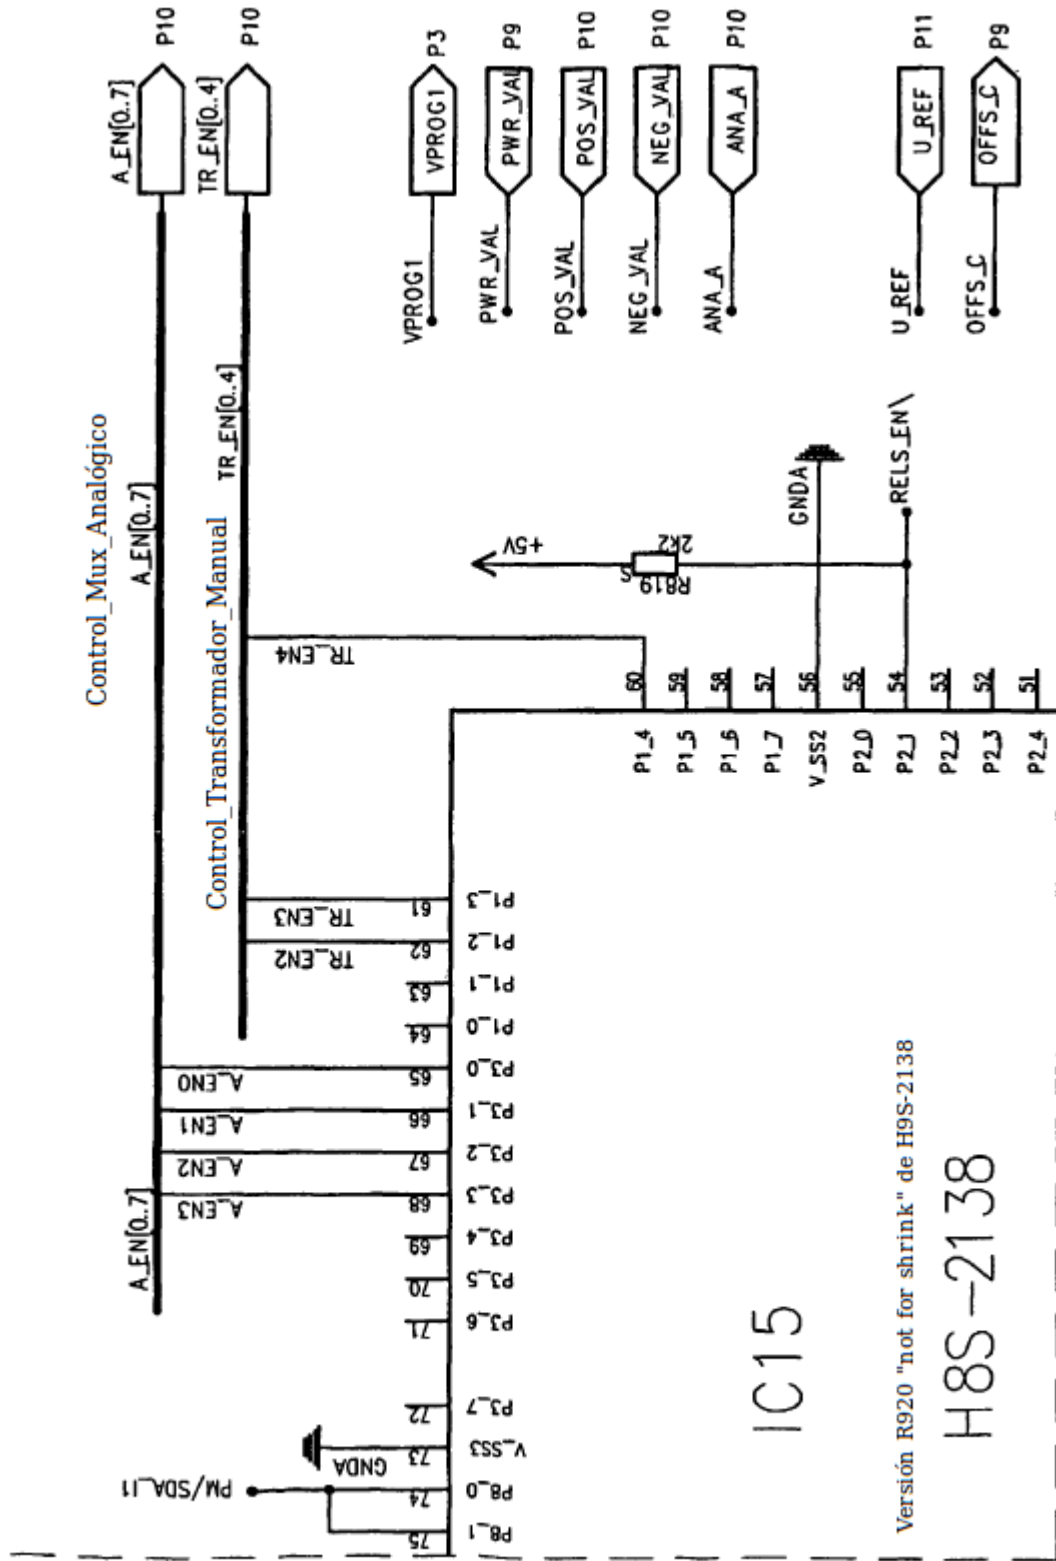 A_EN[0..7]
P10
TR_EN[0..4]
P10
VPROG1
VPROG1
P3
PWR_VAL
PWR_VAL
P9
POS_VAL
POS_VAL
P10
NEG_VAL
NEG_VAL
P10
ANA_A
ANA_A
P10
U_REF
U_REF
P11
OFFS_C
OFFS_C
P9
Control_Mux_Analógico
A_EN[0..7]
Control_Transformador_Manual
TR_EN[0..4]
A_EN[0..7]
TR_EN4
+5V
R819
S
2k2
GNDA
RELS_EN\
60
59
58
57
56
55
54
53
52
51
P1_4
P1_5
P1_6
P1_7
V_SS2
P2_0
P2_1
P2_2
P2_3
P2_4
TR_EN3
TR_EN2
A_EN0
A_EN1
A_EN2
A_EN3
61
62
63
64
65
66
67
68
69
70
71
72
73
74
75
P1_3
P1_2
P1_1
P1_0
P3_0
P3_1
P3_2
P3_3
P3_4
P3_5
P3_6
P3_7
V_SS3
P8_0
P8_1
GNDA
PM/SDA_I1
IC15
Versión R920 "not for shrink" de H9S-2138
H8S-2138